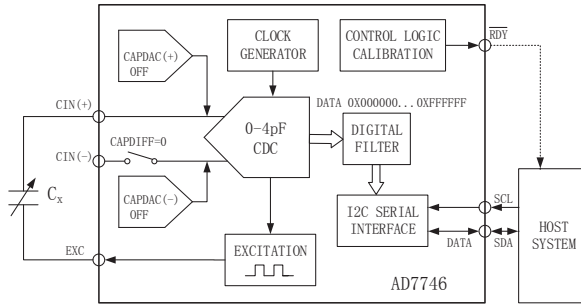 CLOCK
GENERATOR
CONTROL LOGIC
CALIBRATION
RDY
CAPDAC(+)
OFF
DATA 0X000000...0XFFFFFF
CIN(+)
0-4pF
CDC
DIGITAL
FILTER
CIN(-)
CAPDIFF=0
Cx
CAPDAC(-)
OFF
I2C SERIAL
INTERFACE
SCL
DATA
SDA
HOST
SYSTEM
EXC
EXCITATION
AD7746